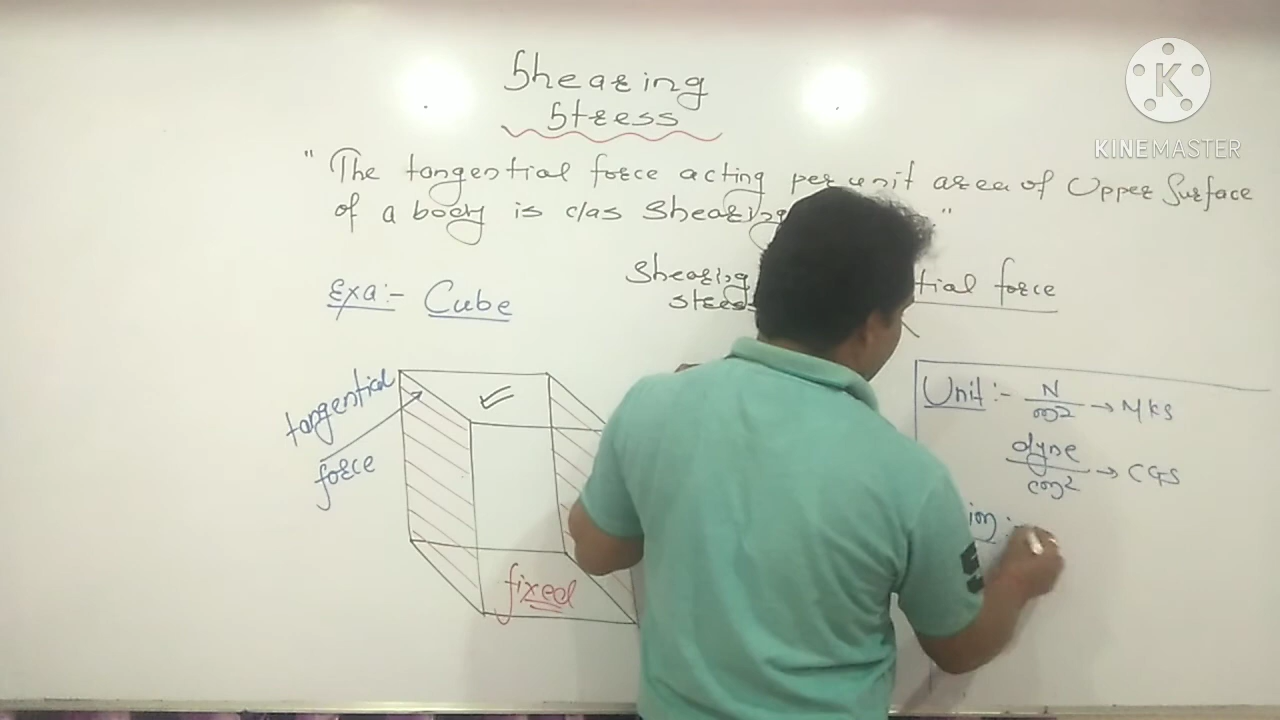 Shearing
Stress
KINEMASTER
" The tangential force acting per unit area of Upper Surface
of a body is c/as Shearing "
Exa:- Cube
Shearing
stress
force
tangential
force
fixed
Unit:- N/m2 → MKS
dyne/cm2 → CGS